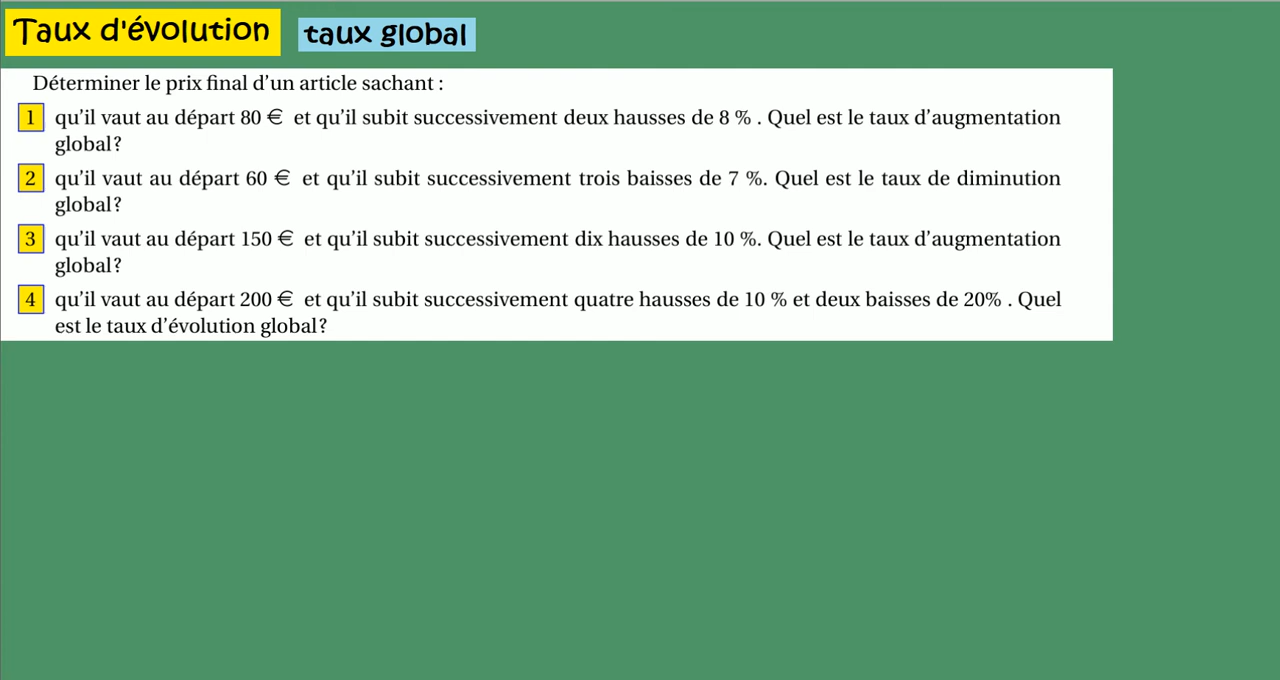 Taux d'évolution taux global
Déterminer le prix final d'un article sachant :
1 qu'il vaut au départ 80 € et qu'il subit successivement deux hausses de 8 % . Quel est le taux d'augmentation
global?
2 qu'il vaut au départ 60 € et qu'il subit successivement trois baisses de 7 %. Quel est le taux de diminution
global?
3 qu'il vaut au départ 150 € et qu'il subit successivement dix hausses de 10 %. Quel est le taux d'augmentation
global?
4 qu'il vaut au départ 200 € et qu'il subit successivement quatre hausses de 10 % et deux baisses de 20% . Quel
est le taux d'évolution global?